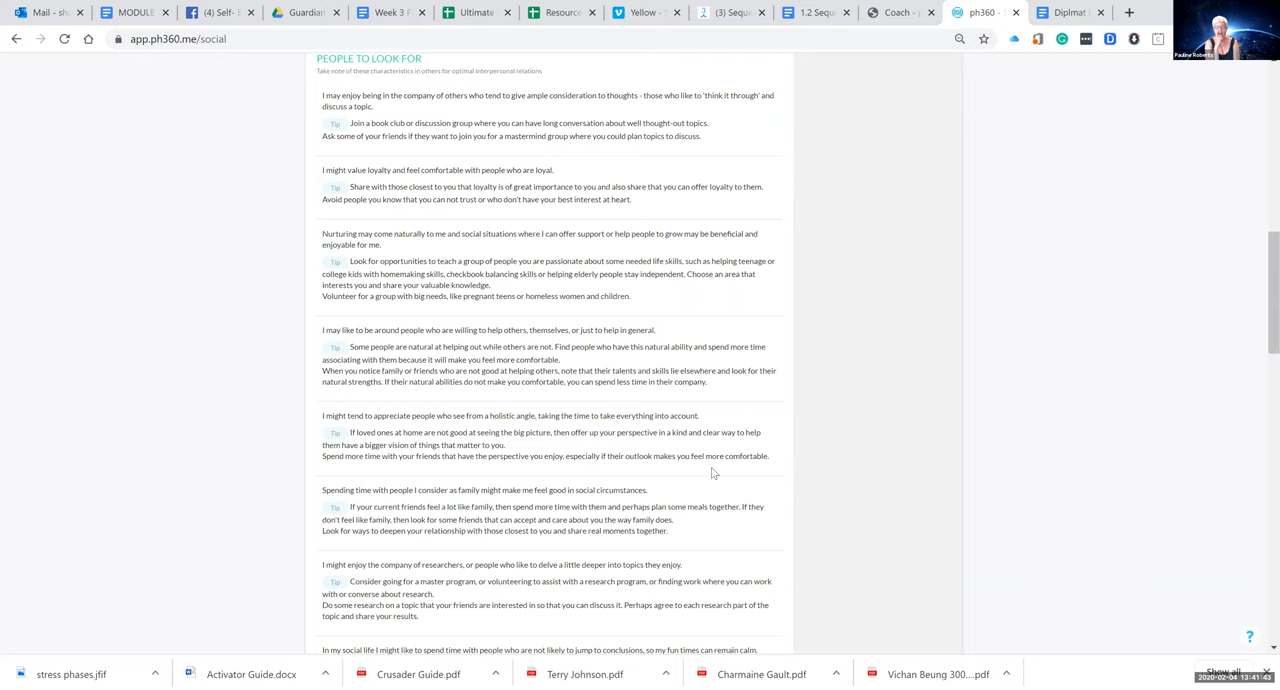 Mail - sha
MODULE
(4) Self-
Guardian
Week 3 F
Ultimate
Resource
Yellow - S
(3) Seque
1.2 Sequ
Coach - p
ph360 -
Diplmat
app.ph360.me/social
Pauline Roberts
PEOPLE TO LOOK FOR
Take note of these characteristics in others for optimal interpersonal relations
I may enjoy being in the company of others who tend to give ample consideration to thoughts - those who like to 'think it through' and
discuss a topic.
Tip Join a book club or discussion group where you can have long conversation about well thought-out topics.
Ask some of your friends if they want to join you for a mastermind group where you could plan topics to discuss.
I might value loyalty and feel comfortable with people who are loyal.
Tip Share with those closest to you that loyalty is of great importance to you and also share that you can offer loyalty to them.
Avoid people you know that you can not trust or who don't have your best interest at heart.
Nurturing may come naturally to me and social situations where I can offer support or help people to grow may be beneficial and
enjoyable for me.
Tip Look for opportunities to teach a group of people you are passionate about some needed life skills, such as helping teenage or
college kids with homemaking skills, checkbook balancing skills or helping elderly people stay independent. Choose an area that
interests you and share your valuable knowledge.
Volunteer for a group with big needs, like pregnant teens or homeless women and children.
I may like to be around people who are willing to help others, themselves, or just to help in general.
Tip Some people are natural at helping out while others are not. Find people who have this natural ability and spend more time
associating with them because it will make you feel more comfortable.
When you notice family or friends who are not good at helping others, note that their talents and skills lie elsewhere and look for their
natural strengths. If their natural abilities do not make you comfortable, you can spend less time in their company.
I might tend to appreciate people who see from a holistic angle, taking the time to take everything into account.
Tip If loved ones at home are not good at seeing the big picture, then offer up your perspective in a kind and clear way to help
them have a bigger vision of things that matter to you.
Spend more time with your friends that have the perspective you enjoy, especially if their outlook makes you feel more comfortable.
Spending time with people I consider as family might make me feel good in social circumstances.
Tip If your current friends feel a lot like family, then spend more time with them and perhaps plan some meals together. If they
don't feel like family, then look for some friends that can accept and care about you the way family does.
Look for ways to deepen your relationship with those closest to you and share real moments together.
I might enjoy the company of researchers, or people who like to delve a little deeper into topics they enjoy.
Tip Consider going for a master program, or volunteering to assist with a research program, or finding work where you can work
with or converse about research.
Do some research on a topic that your friends are interested in so that you can discuss it. Perhaps agree to each research part of the
topic and share your results.
In my social life I might like to spend time with people who are not likely to jump to conclusions, so my fun times can remain calm.
?
stress phases.jfif
Activator Guide.docx
Crusader Guide.pdf
Terry Johnson.pdf
Charmaine Gault.pdf
Vichan Beung 300....pdf
Show all
2020-02-04 13:41:43